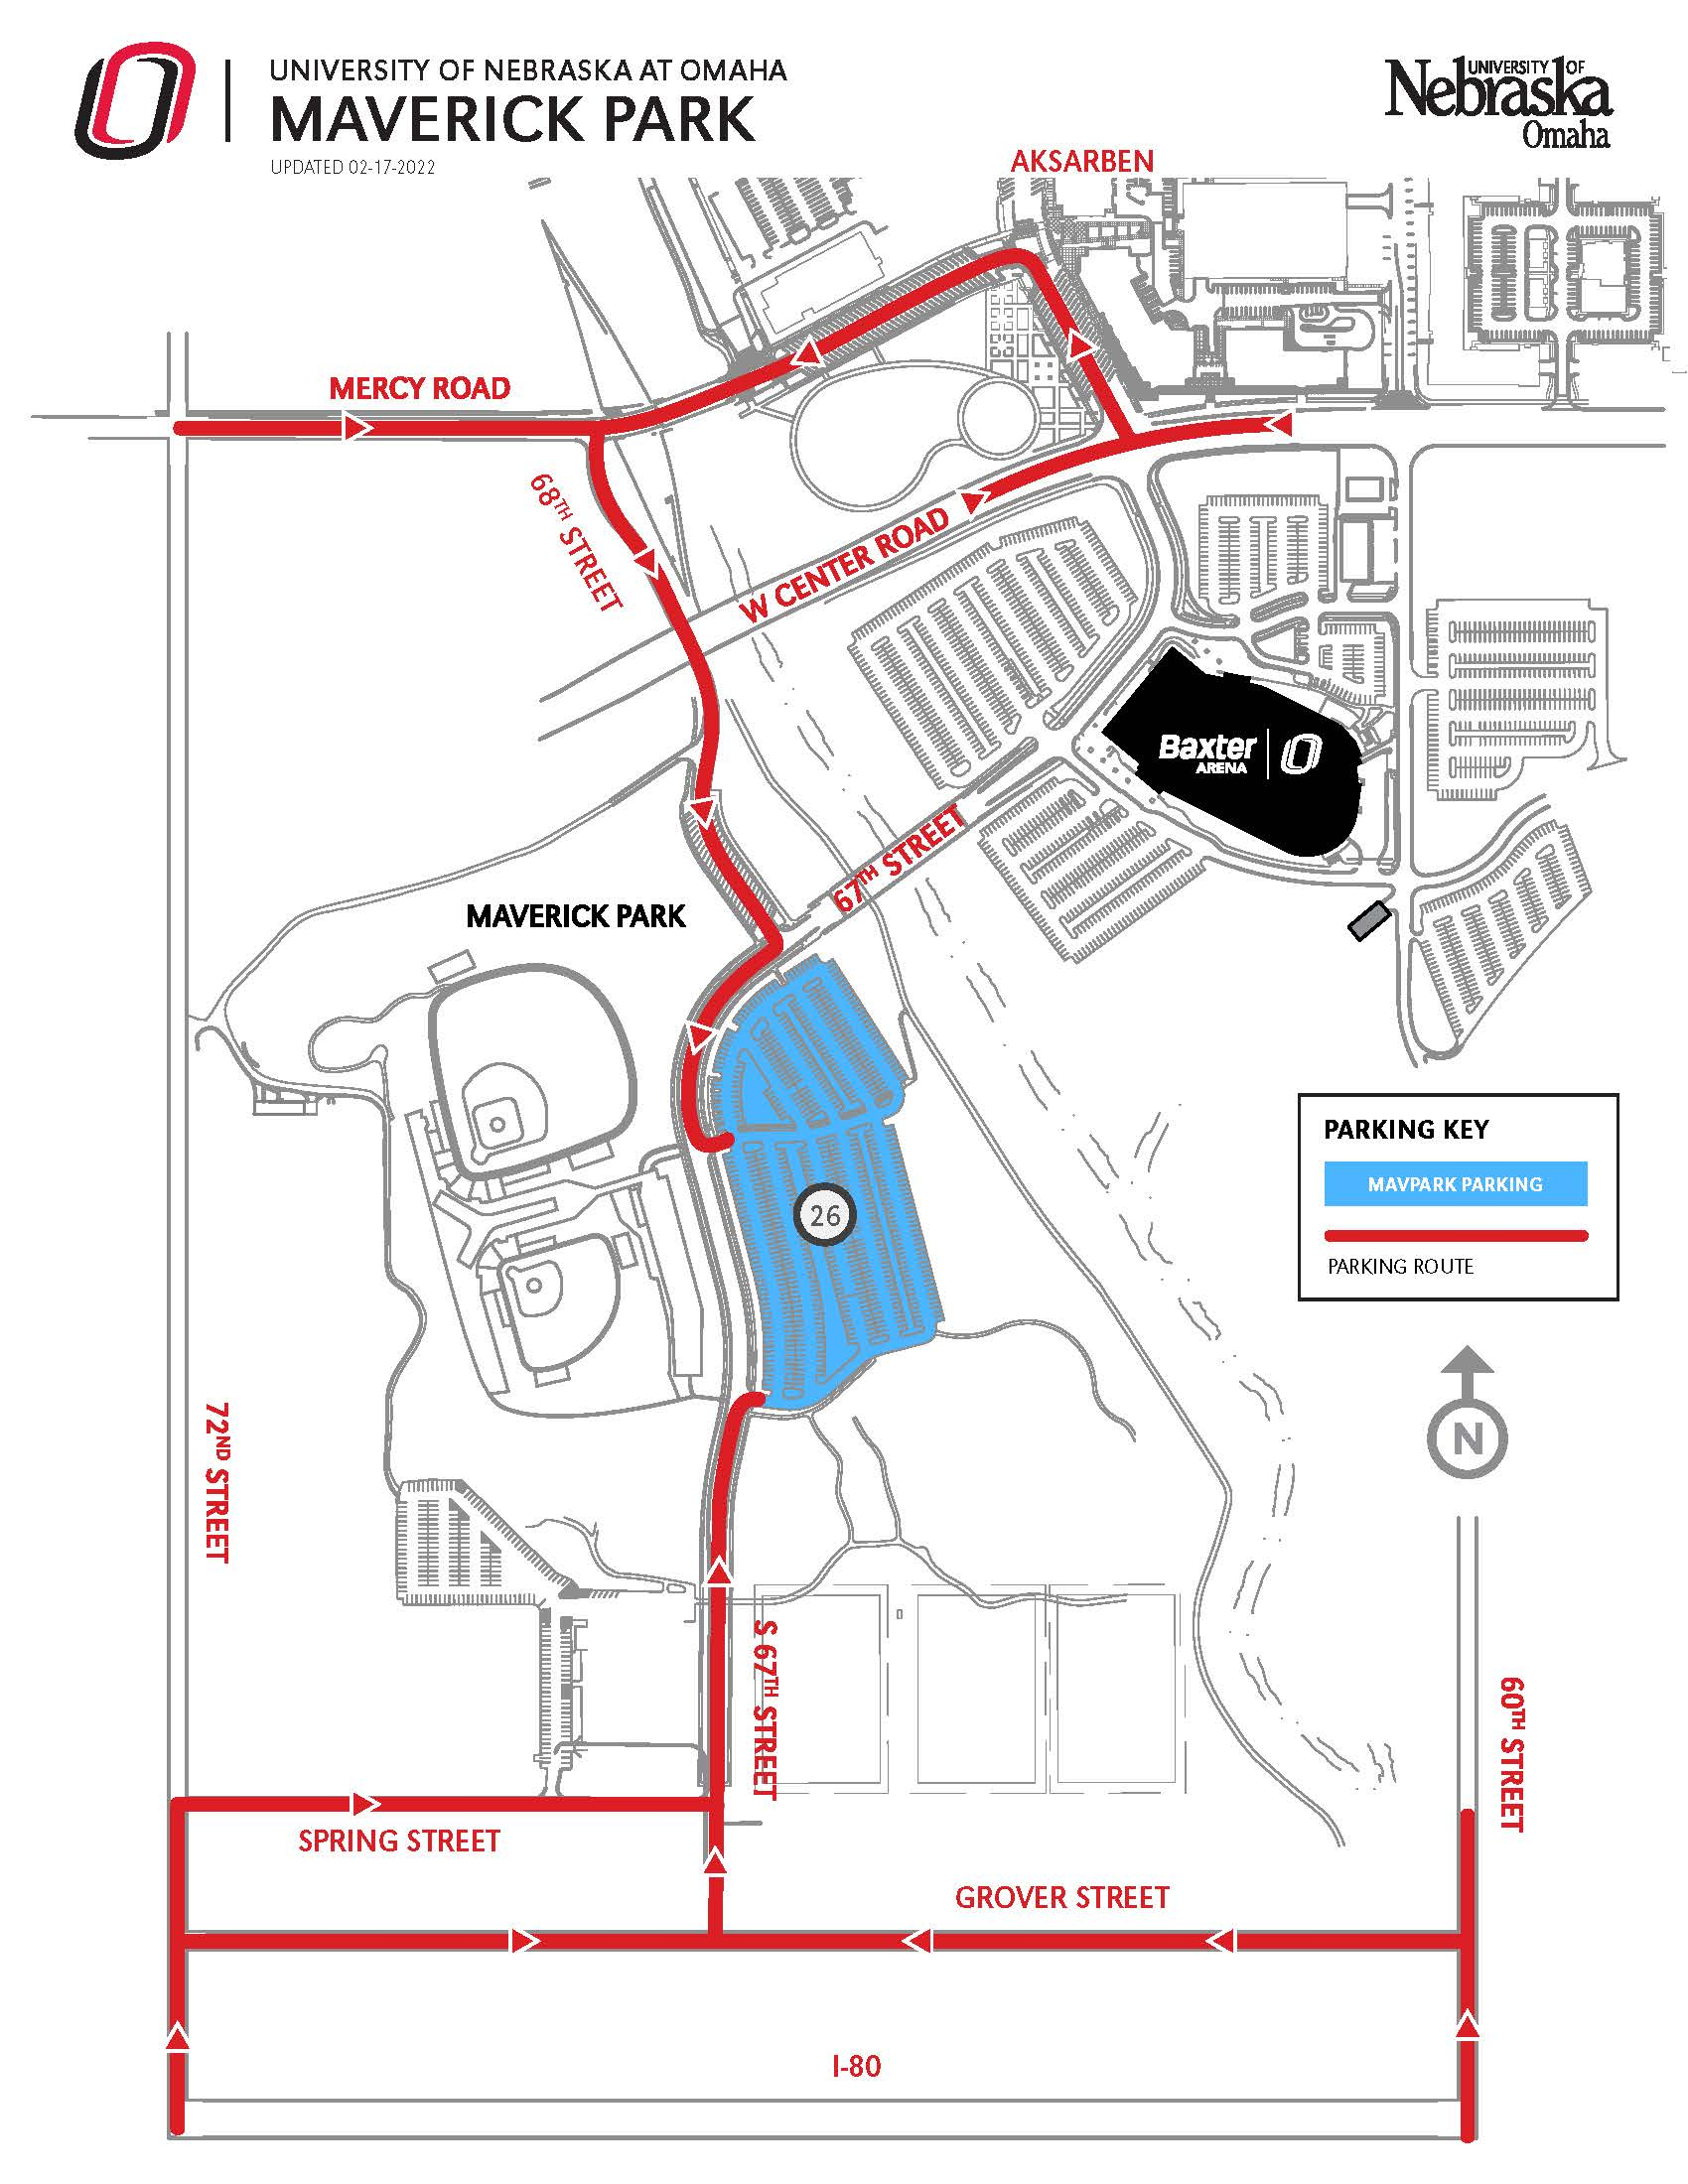 UNIVERSITY OF NEBRASKA AT OMAHA
MAVERICK PARK
UPDATED 02-17-2022
UNIVERSITY OF
Nebraska
Omaha
AKSARBEN
MERCY ROAD
68TH STREET
W CENTER ROAD
Baxter
ARENA
67TH STREET
MAVERICK PARK
PARKING KEY
MAVPARK PARKING
PARKING ROUTE
26
72ND STREET
N
S 67TH STREET
60TH STREET
SPRING STREET
GROVER STREET
I-80